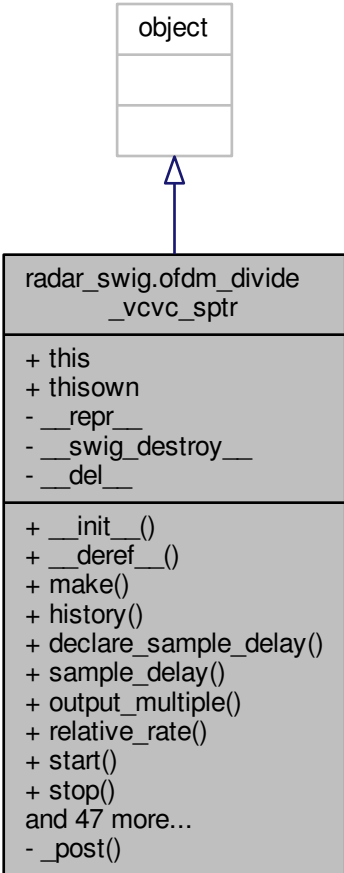 object
radar_swig.ofdm_divide
_vcvc_sptr
+ this
+ thisown
- __repr__
- __swig_destroy__
- __del__
+ __init__()
+ __deref__()
+ make()
+ history()
+ declare_sample_delay()
+ sample_delay()
+ output_multiple()
+ relative_rate()
+ start()
+ stop()
and 47 more...
- _post()